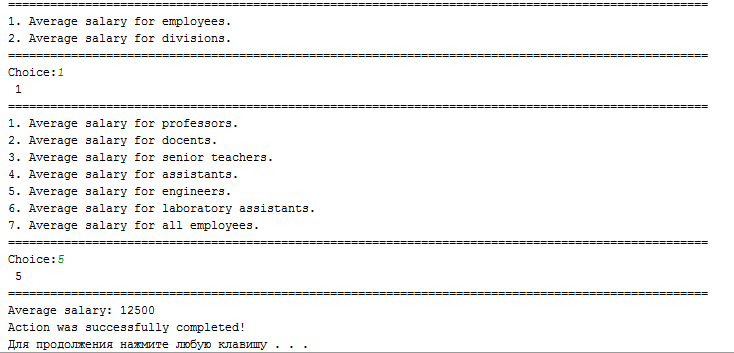 ====================================================================================================
1. Average salary for employees.
2. Average salary for divisions.
====================================================================================================
Choice:1
1
====================================================================================================
1. Average salary for professors.
2. Average salary for docents.
3. Average salary for senior teachers.
4. Average salary for assistants.
5. Average salary for engineers.
6. Average salary for laboratory assistants.
7. Average salary for all employees.
====================================================================================================
Choice:5
5
====================================================================================================
Average salary: 12500
Action was successfully completed!
Для продолжения нажмите любую клавишу . . .